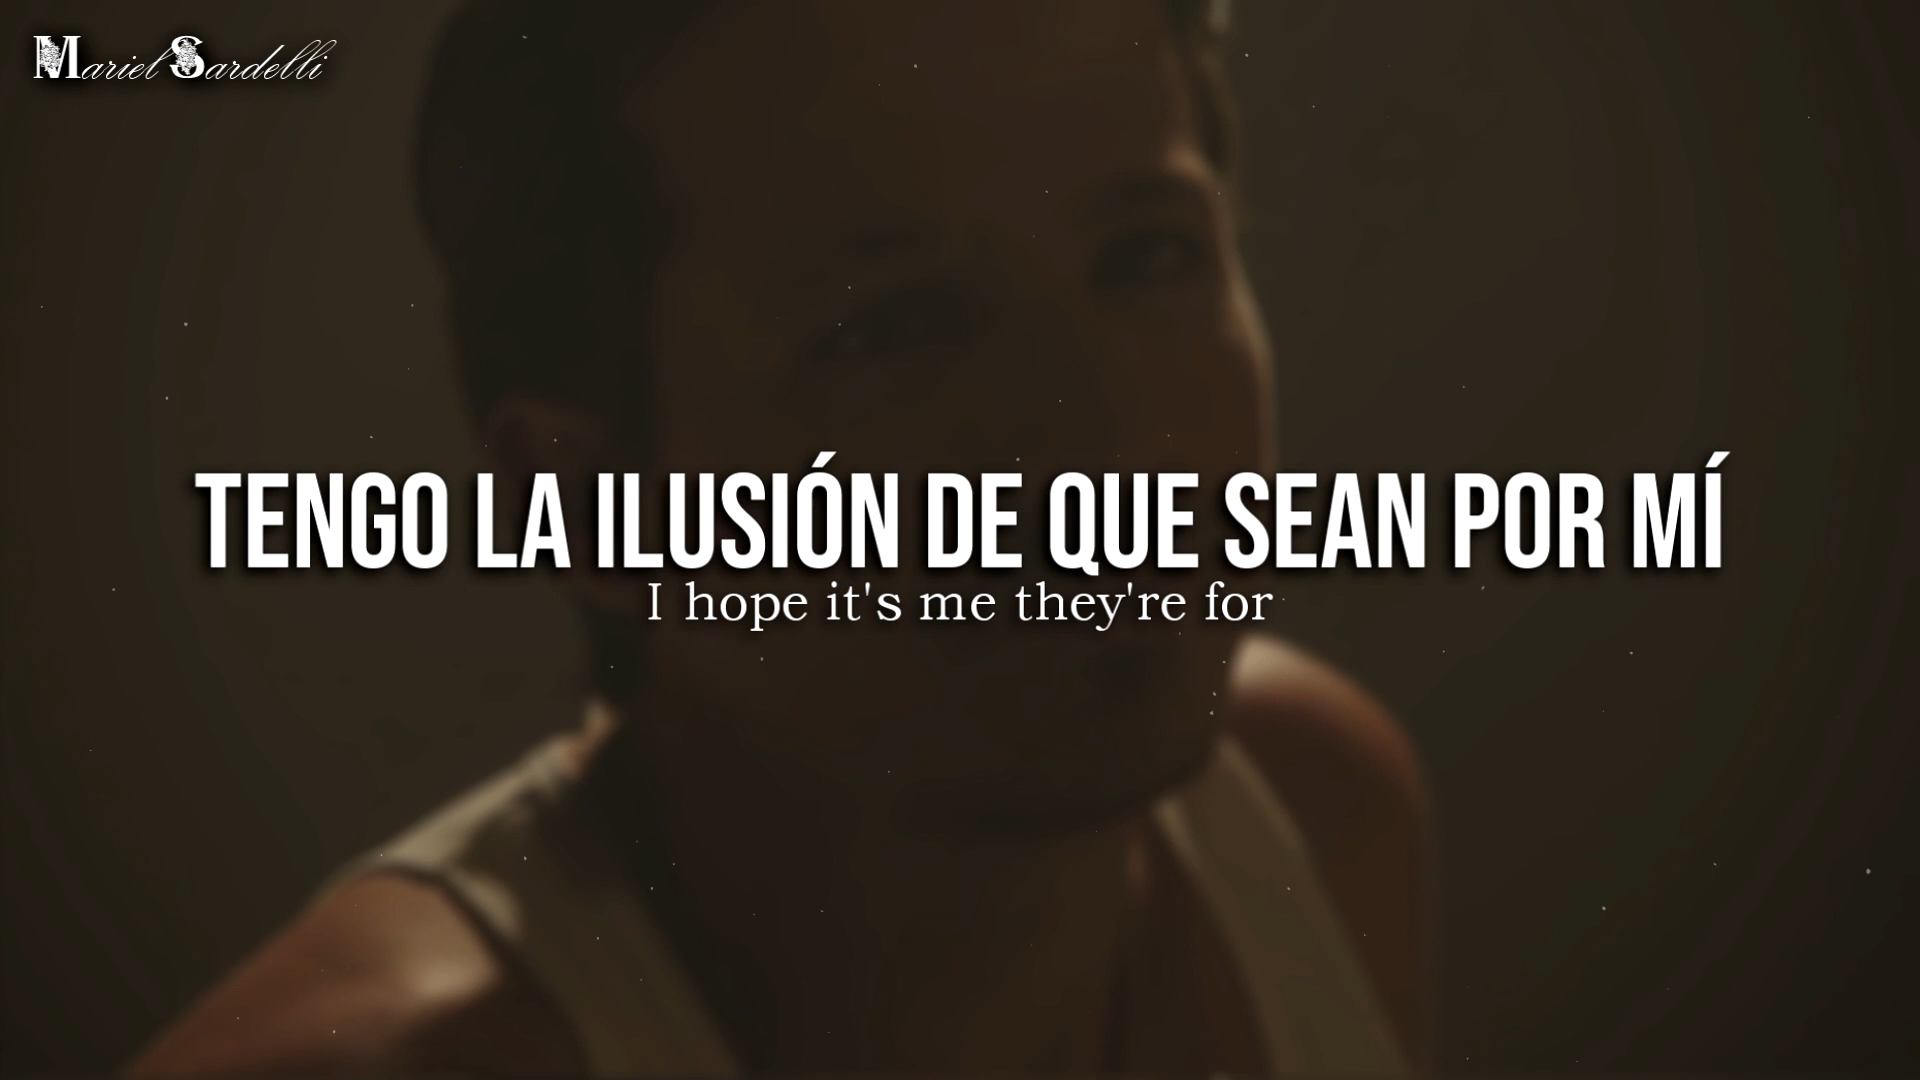 Mariel Sardelli
TENGO LA ILUSIÓN DE QUE SEAN POR MÍ
I hope it's me they're for